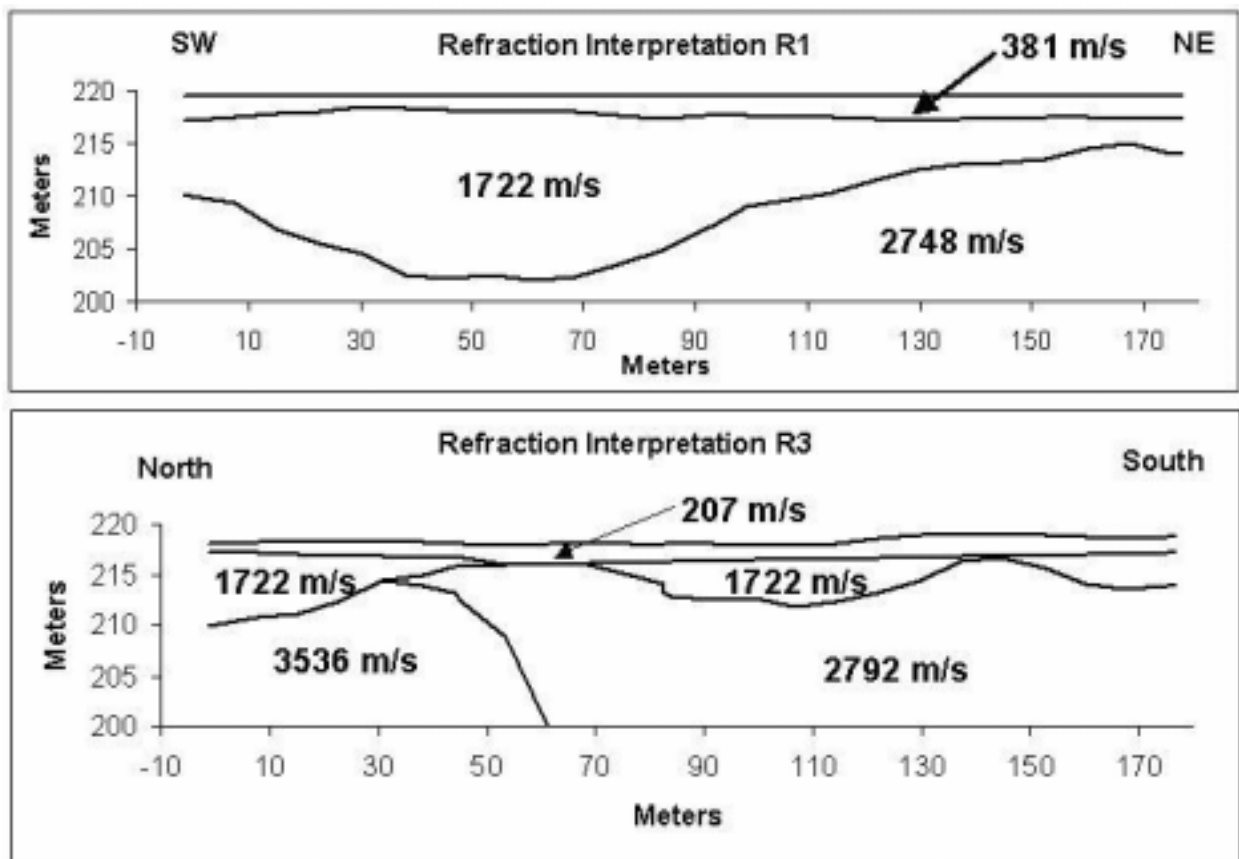 SW Refraction Interpretation R1 381 m/s NE
220
215
210
205
200
Meters
1722 m/s
2748 m/s
-10 10 30 50 70 90 110 130 150 170
Meters
Refraction Interpretation R3
North South
207 m/s
220
215
210
205
200
Meters
1722 m/s 1722 m/s
3536 m/s 2792 m/s
-10 10 30 50 70 90 110 130 150 170
Meters